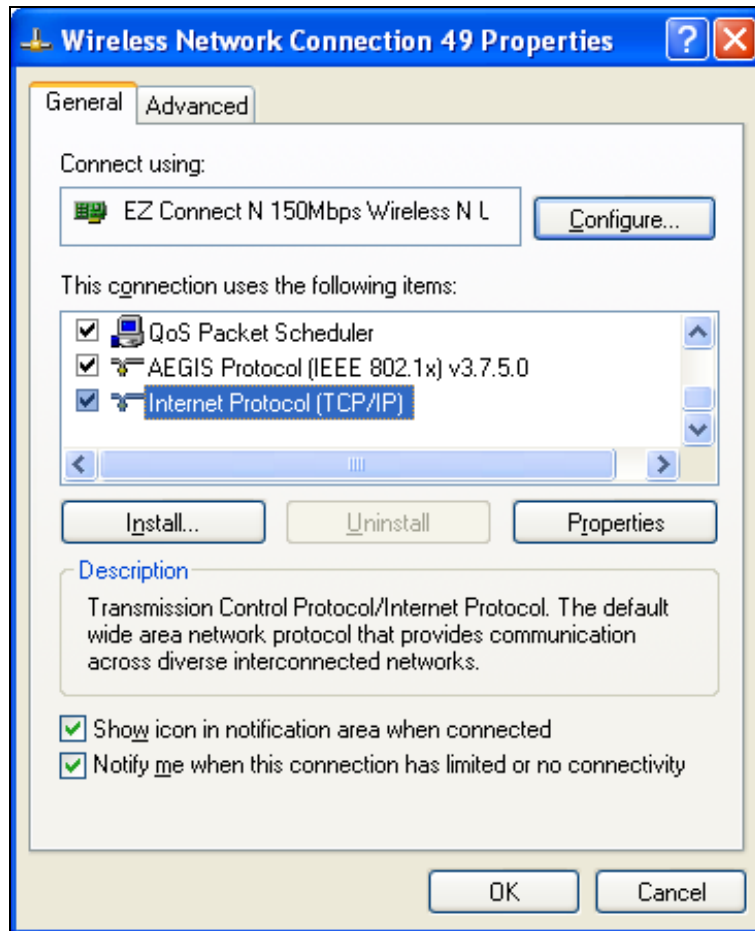 Wireless Network Connection 49 Properties
General
Advanced
Connect using:
EZ Connect N 150Mbps Wireless N
Configure...
This connection uses the following items:
QoS Packet Scheduler
AEGIS Protocol (IEEE 802.1x) v3.7.5.0
Internet Protocol (TCP/IP)
Install...
Uninstall
Properties
Description
Transmission Control Protocol/Internet Protocol. The default
wide area network protocol that provides communication
across diverse interconnected networks.
Show icon in notification area when connected
Notify me when this connection has limited or no connectivity
OK
Cancel